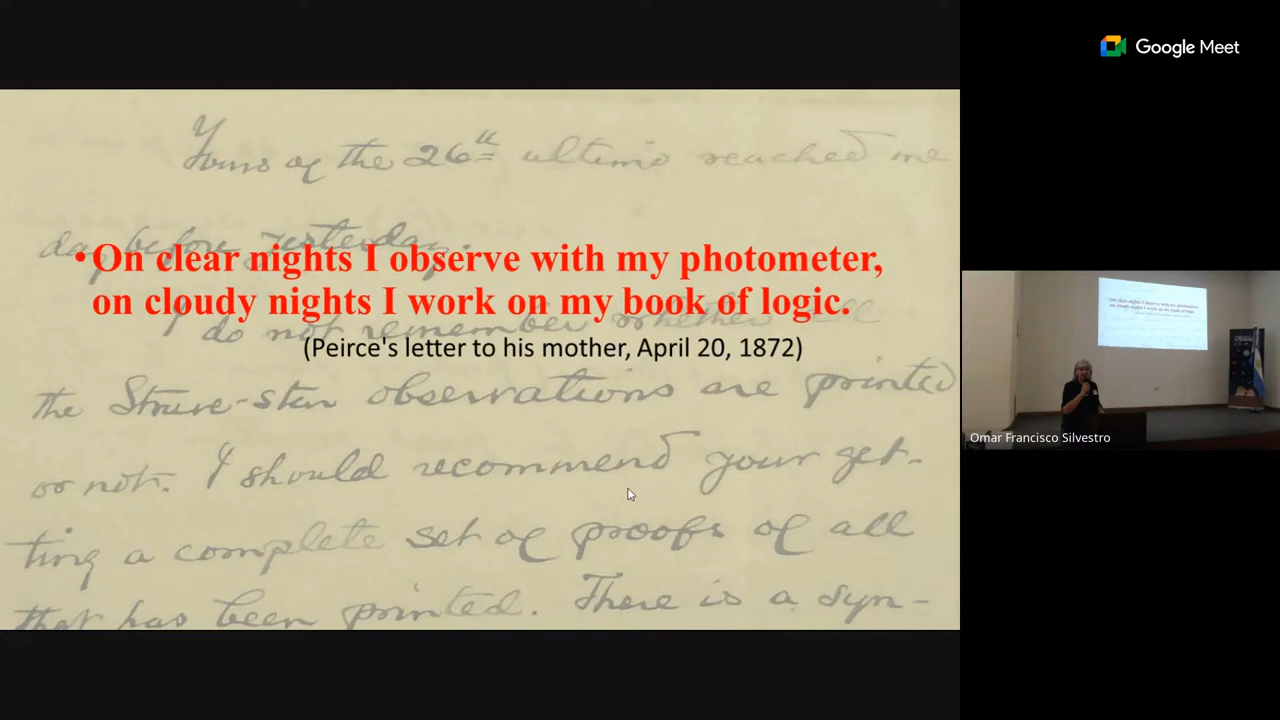 Google Meet
Yours of the 26th ultimo reached me
day before yesterday.
• On clear nights I observe with my photometer,
on cloudy nights I work on my book of logic.
I do not remember whether all
(Peirce's letter to his mother, April 20, 1872)
the Struve-stern observations are printed
or not. I should recommend your get-
ting a complete set of proofs of all
that has been printed. There is a syn-
Omar Francisco Silvestro